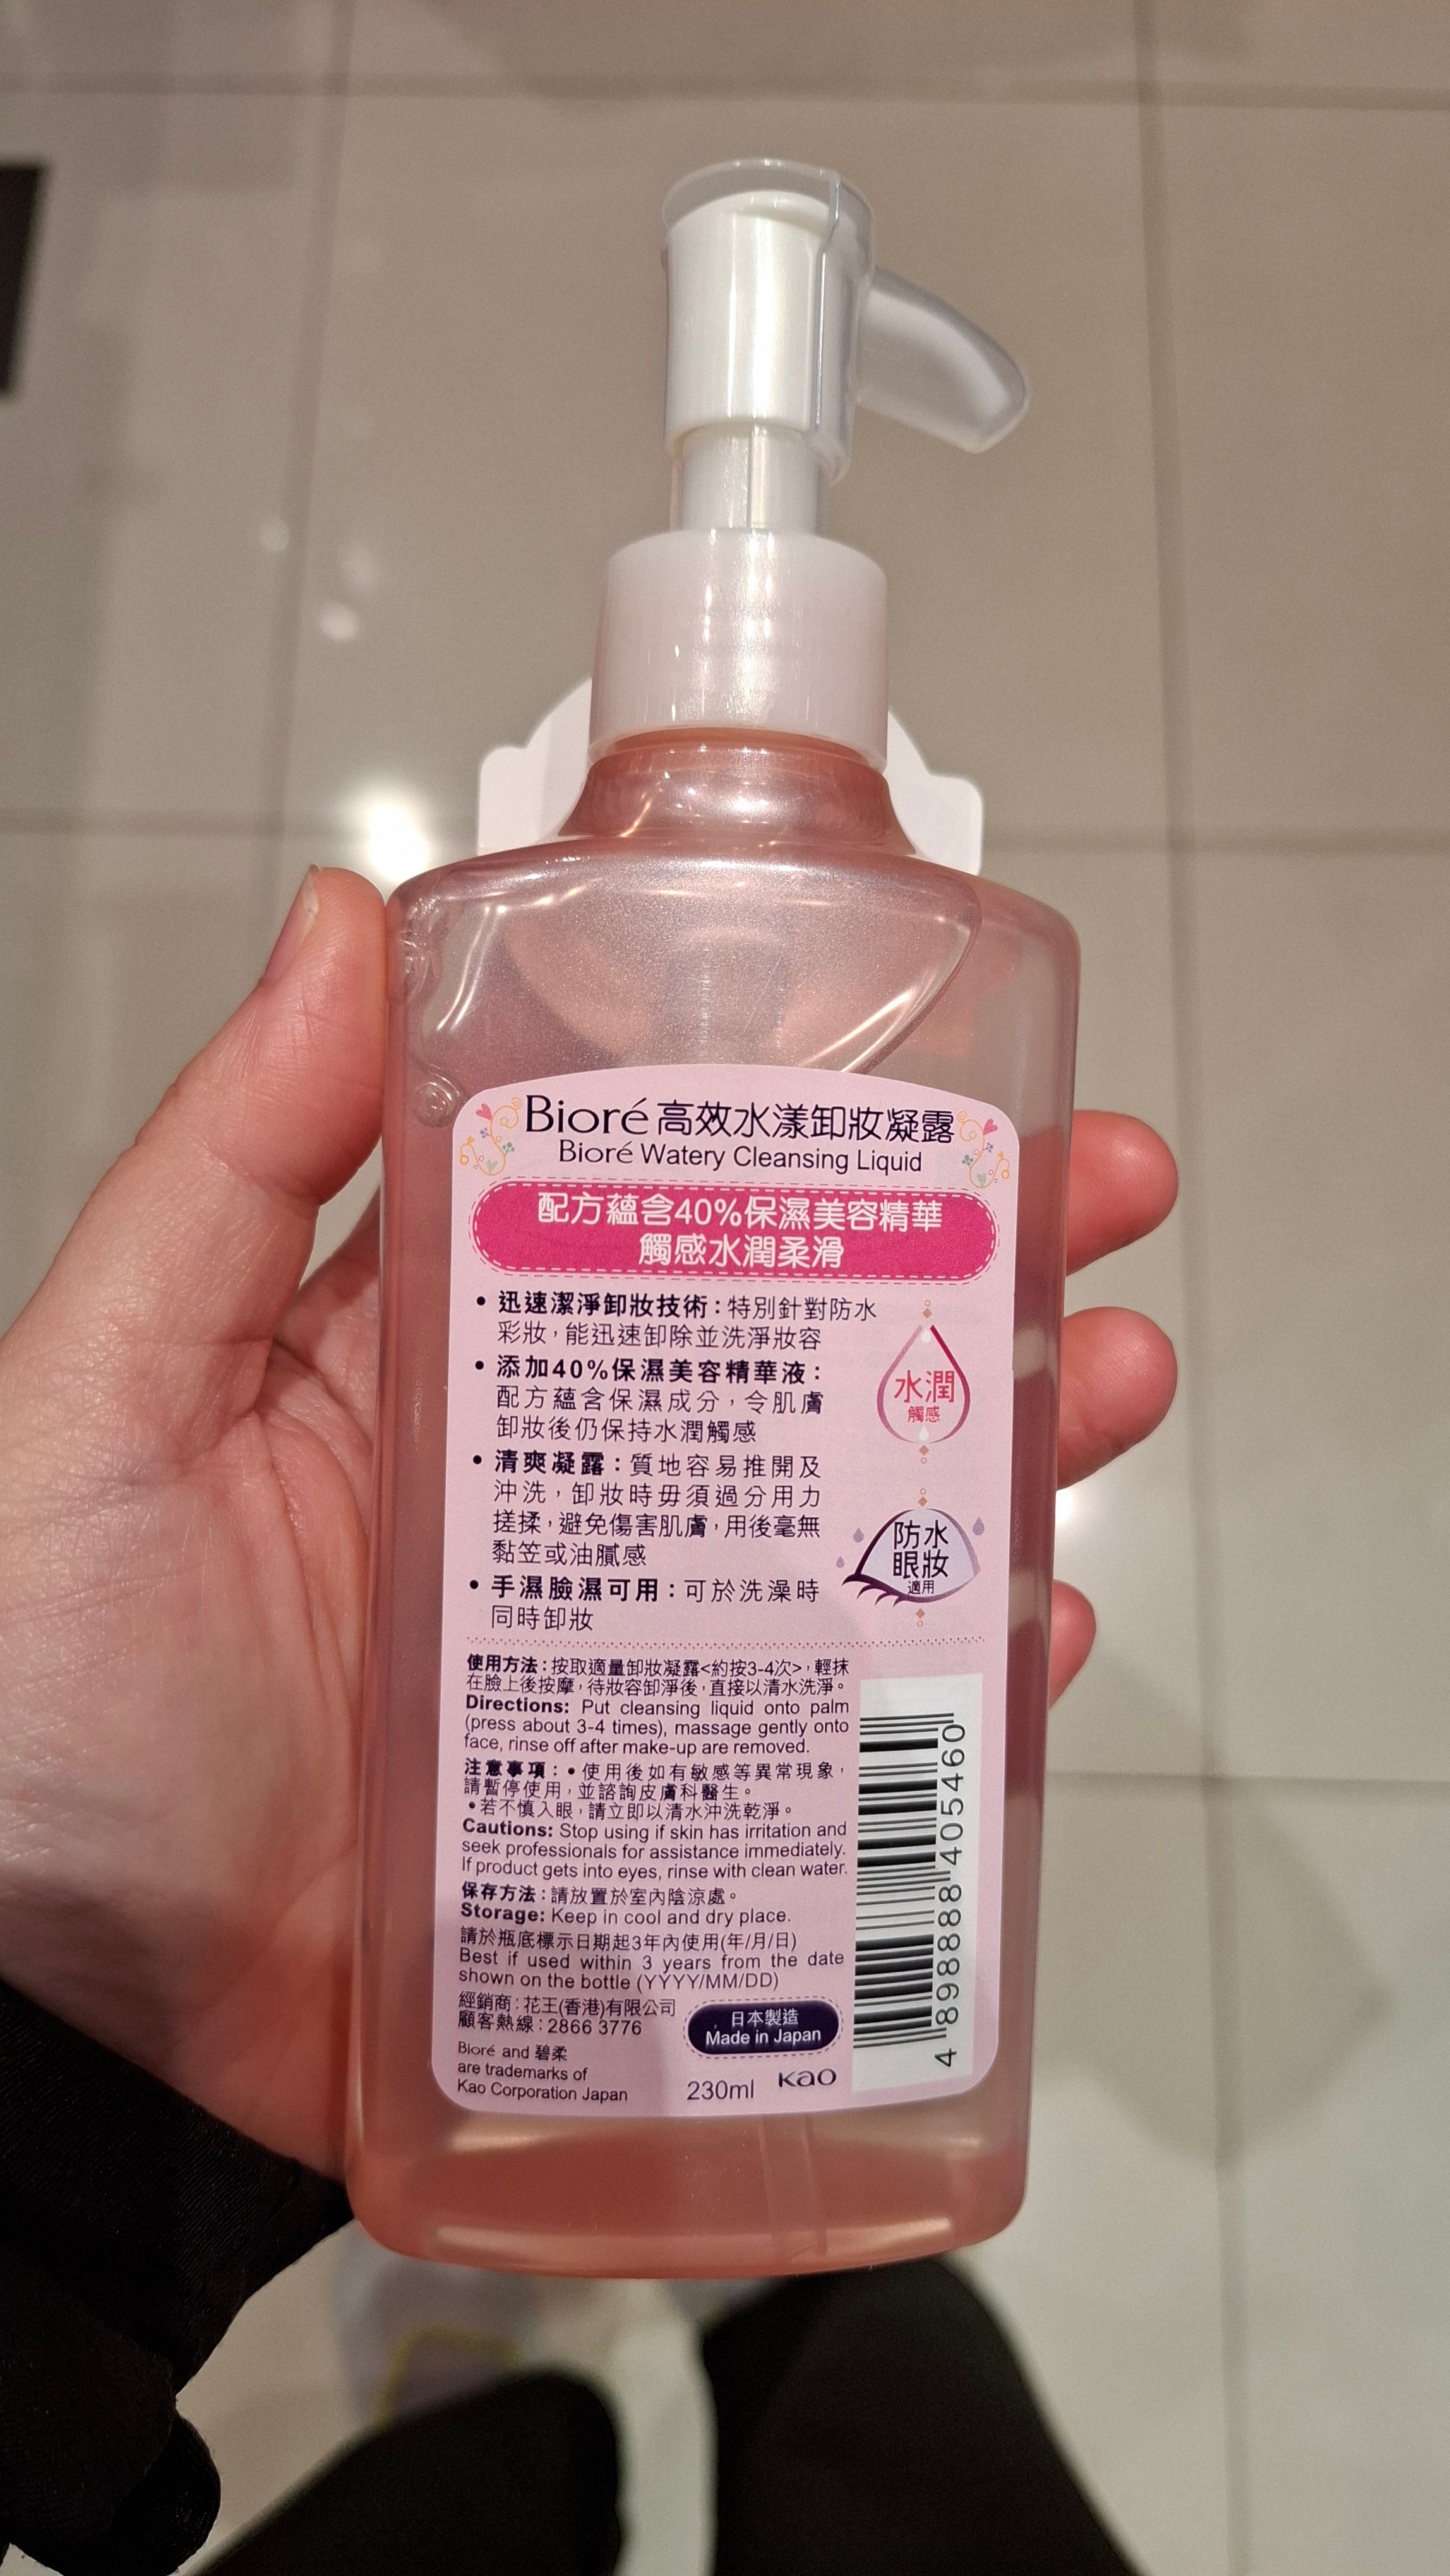 Bioré 高效水漾卸妝凝露
Bioré Watery Cleansing Liquid
配方蘊含40%保濕美容精華
觸感水潤柔滑
• 迅速潔淨卸妝技術：特別針對防水
彩妝，能迅速卸除並洗淨妝容
• 添加40%保濕美容精華液：
配方蘊含保濕成分，令肌膚
卸妝後仍保持水潤觸感
• 清爽凝露：質地容易推開及
沖洗，卸妝時毋須過分用力
搓揉，避免傷害肌膚，用後毫無
黏笠或油膩感
• 手濕臉濕可用：可於洗澡時
同時卸妝
水潤
觸感
防水
眼妝
適用
使用方法：按取適量卸妝凝露<約按3-4次>，輕抹
在臉上後按摩，待妝容卸淨後，直接以清水洗淨。
Directions: Put cleansing liquid onto palm
(press about 3-4 times), massage gently onto
face, rinse off after make-up are removed.
注意事項：• 使用後如有敏感等異常現象，
請暫停使用，並諮詢皮膚科醫生。
• 若不慎入眼，請立即以清水沖洗乾淨。
Cautions: Stop using if skin has irritation and
seek professionals for assistance immediately.
If product gets into eyes, rinse with clean water.
保存方法：請放置於室內陰涼處。
Storage: Keep in cool and dry place.
請於瓶底標示日期起3年內使用(年/月/日)
Best if used within 3 years from the date
shown on the bottle (YYYY/MM/DD)
經銷商：花王(香港)有限公司
顧客熱線：2866 3776
Bioré and 碧柔
are trademarks of
Kao Corporation Japan
日本製造
Made in Japan
230ml
Kao
4 898888 405460